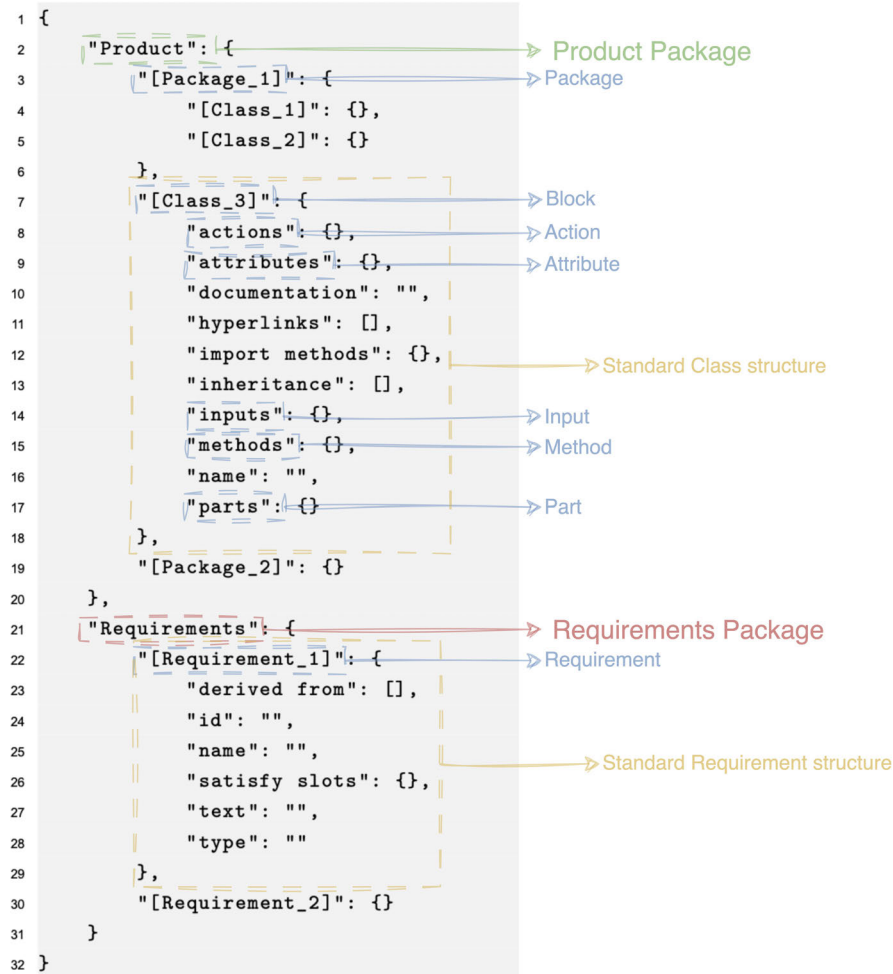 1 {
2 "Product": { Product Package
3 "[Package_1]": { Package
4 "[Class_1]": {},
5 "[Class_2]": {}
6 },
7 "[Class_3]": { Block
8 "actions": {}, Action
9 "attributes": {}, Attribute
10 "documentation": "",
11 "hyperlinks": [],
12 "import methods": {}, Standard Class structure
13 "inheritance": [],
14 "inputs": {}, Input
15 "methods": {}, Method
16 "name": "",
17 "parts": {} Part
18 },
19 "[Package_2]": {}
20 },
21 "Requirements": { Requirements Package
22 "[Requirement_1]": { Requirement
23 "derived from": [],
24 "id": "",
25 "name": "", Standard Requirement structure
26 "satisfy slots": {},
27 "text": "",
28 "type": ""
29 },
30 "[Requirement_2]": {}
31 }
32 }